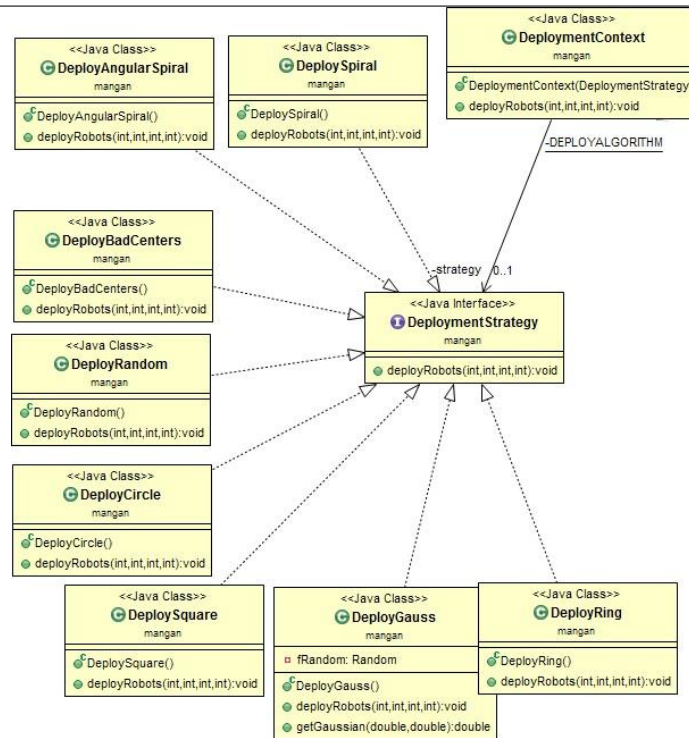 <<Java Class>>
DeployAngularSpiral
mangan
DeployAngularSpiral()
deployRobots(int,int,int,int):void
<<Java Class>>
DeploySpiral
mangan
DeploySpiral()
deployRobots(int,int,int,int):void
<<Java Class>>
DeploymentContext
mangan
DeploymentContext(DeploymentStrategy
deployRobots(int,int,int,int):void
-DEPLOYALGORITHM
<<Java Class>>
DeployBadCenters
mangan
DeployBadCenters()
deployRobots(int,int,int,int):void
-strategy 0..1
<<Java Interface>>
DeploymentStrategy
mangan
deployRobots(int,int,int,int):void
<<Java Class>>
DeployRandom
mangan
DeployRandom()
deployRobots(int,int,int,int):void
<<Java Class>>
DeployCircle
mangan
DeployCircle()
deployRobots(int,int,int,int):void
<<Java Class>>
DeploySquare
mangan
DeploySquare()
deployRobots(int,int,int,int):void
<<Java Class>>
DeployGauss
mangan
fRandom: Random
DeployGauss()
deployRobots(int,int,int,int):void
getGaussian(double,double):double
<<Java Class>>
DeployRing
mangan
DeployRing()
deployRobots(int,int,int,int):void